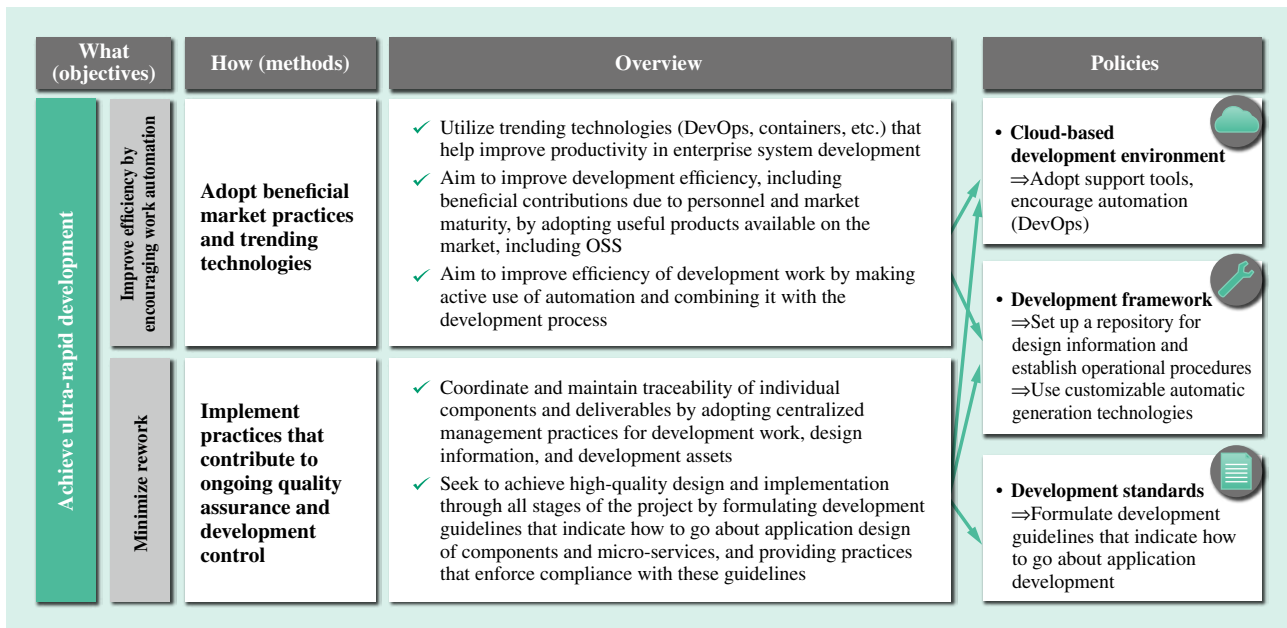 What
(objectives)
How (methods)
Overview
Policies
Achieve ultra-rapid development
Improve efficiency by
encouraging work automation
Adopt beneficial
market practices
and trending
technologies
✓ Utilize trending technologies (DevOps, containers, etc.) that
help improve productivity in enterprise system development
✓ Aim to improve development efficiency, including
beneficial contributions due to personnel and market
maturity, by adopting useful products available on the
market, including OSS
✓ Aim to improve efficiency of development work by making
active use of automation and combining it with the
development process
Minimize rework
Implement
practices that
contribute to
ongoing quality
assurance and
development
control
✓ Coordinate and maintain traceability of individual
components and deliverables by adopting centralized
management practices for development work, design
information, and development assets
✓ Seek to achieve high-quality design and implementation
through all stages of the project by formulating development
guidelines that indicate how to go about application design
of components and micro-services, and providing practices
that enforce compliance with these guidelines
• Cloud-based
development environment
⇒Adopt support tools,
encourage automation
(DevOps)
• Development framework
⇒Set up a repository for
design information and
establish operational procedures
⇒Use customizable automatic
generation technologies
• Development standards
⇒Formulate development
guidelines that indicate how
to go about application
development